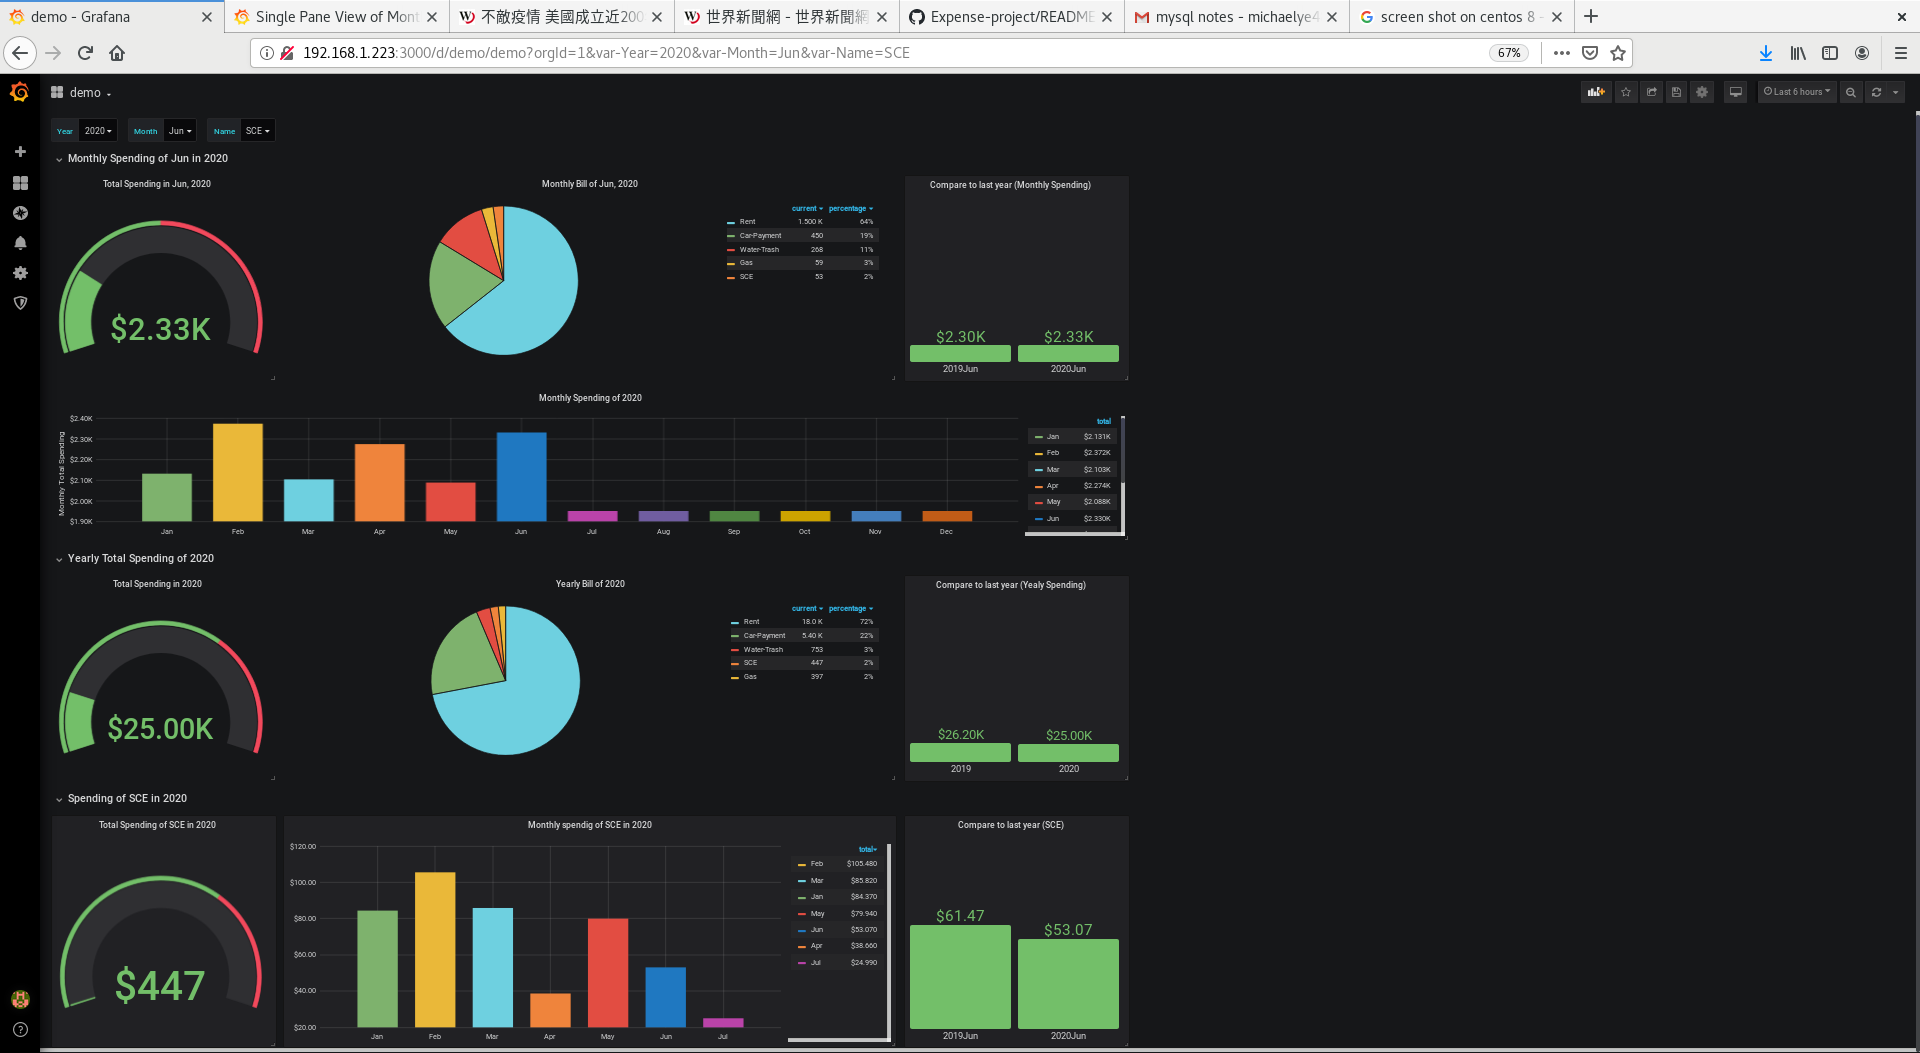 demo - Grafana
Single Pane View of Mont
不敵疫情 美國成立近200
世界新聞網 - 世界新聞網
Expense-project/README
mysql notes - michaelye4
screen shot on centos 8 -
192.168.1.223:3000/d/demo/demo?orgId=1&var-Year=2020&var-Month=Jun&var-Name=SCE
67%
demo
Last 6 hours
Year 2020 Month Jun Name SCE
Monthly Spending of Jun in 2020
Total Spending in Jun, 2020
$2.33K
Monthly Bill of Jun, 2020
current percentage
Rent 1.500 K 64%
Car-Payment 450 19%
Water-Trash 268 11%
Gas 59 3%
SCE 53 2%
Compare to last year (Monthly Spending)
$2.30K $2.33K
2019Jun 2020Jun
Monthly Spending of 2020
Monthly Total Spending
$2.40K
$2.30K
$2.20K
$2.10K
$2.00K
$1.90K
Jan Feb Mar Apr May Jun Jul Aug Sep Oct Nov Dec
total
Jan $2.131K
Feb $2.372K
Mar $2.103K
Apr $2.274K
May $2.088K
Jun $2.330K
Yearly Total Spending of 2020
Total Spending in 2020
$25.00K
Yearly Bill of 2020
current percentage
Rent 18.0 K 72%
Car-Payment 5.40 K 22%
Water-Trash 753 3%
SCE 447 2%
Gas 397 2%
Compare to last year (Yealy Spending)
$26.20K $25.00K
2019 2020
Spending of SCE in 2020
Total Spending of SCE in 2020
$447
Monthly spendig of SCE in 2020
$120.00
$100.00
$80.00
$60.00
$40.00
$20.00
Jan Feb Mar Apr May Jun Jul
total
Feb $105.480
Mar $85.820
Jan $84.370
May $79.940
Jun $53.070
Apr $38.660
Jul $24.990
Compare to last year (SCE)
$61.47 $53.07
2019Jun 2020Jun